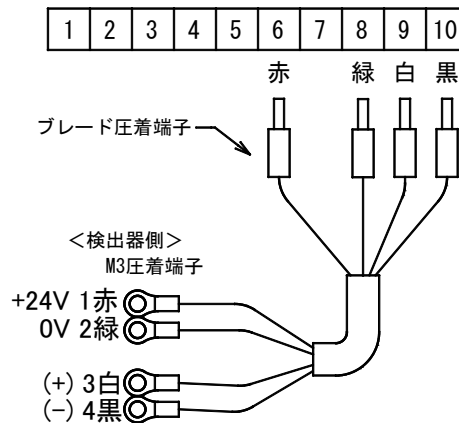 1 2 3 4 5 6 7 8 9 10
赤 緑 白 黒
ブレード圧着端子
＜検出器側＞
M3圧着端子
+24V 1赤
0V 2緑
(+) 3白
(−) 4黒